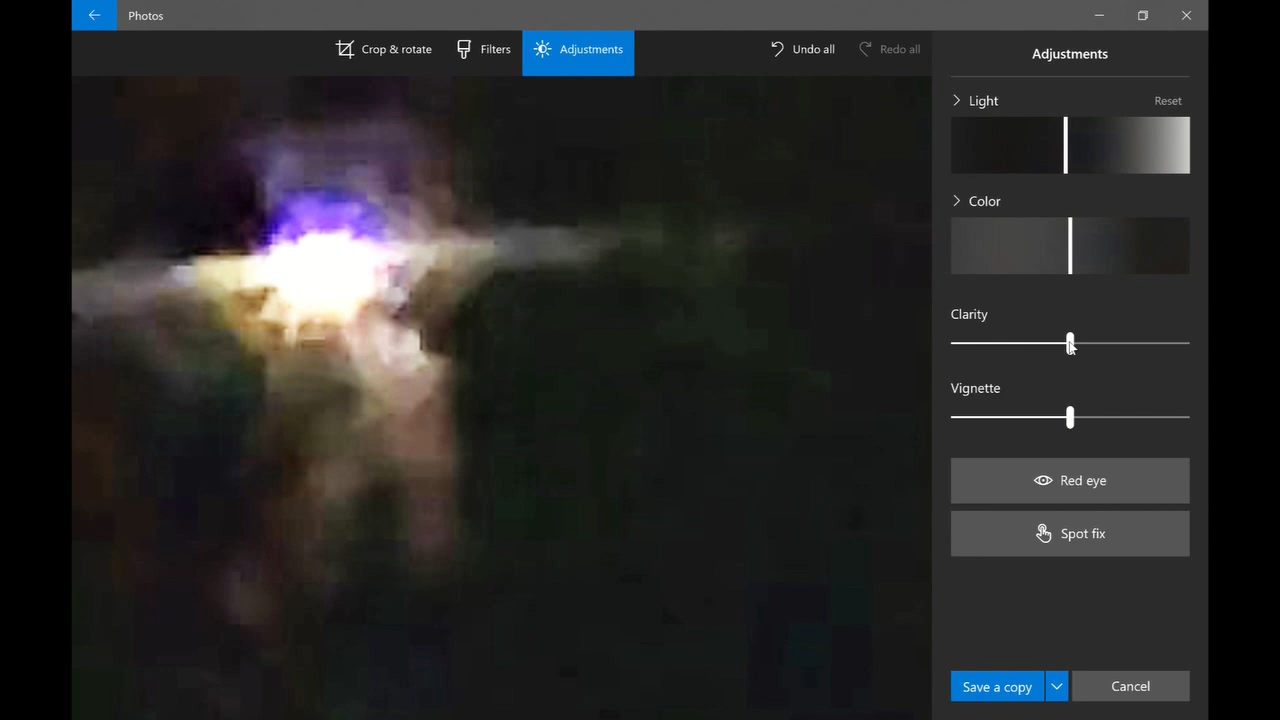 Photos
Crop & rotate
Filters
Adjustments
Undo all
Redo all
Adjustments
Light
Reset
Color
Clarity
Vignette
Red eye
Spot fix
Save a copy
Cancel